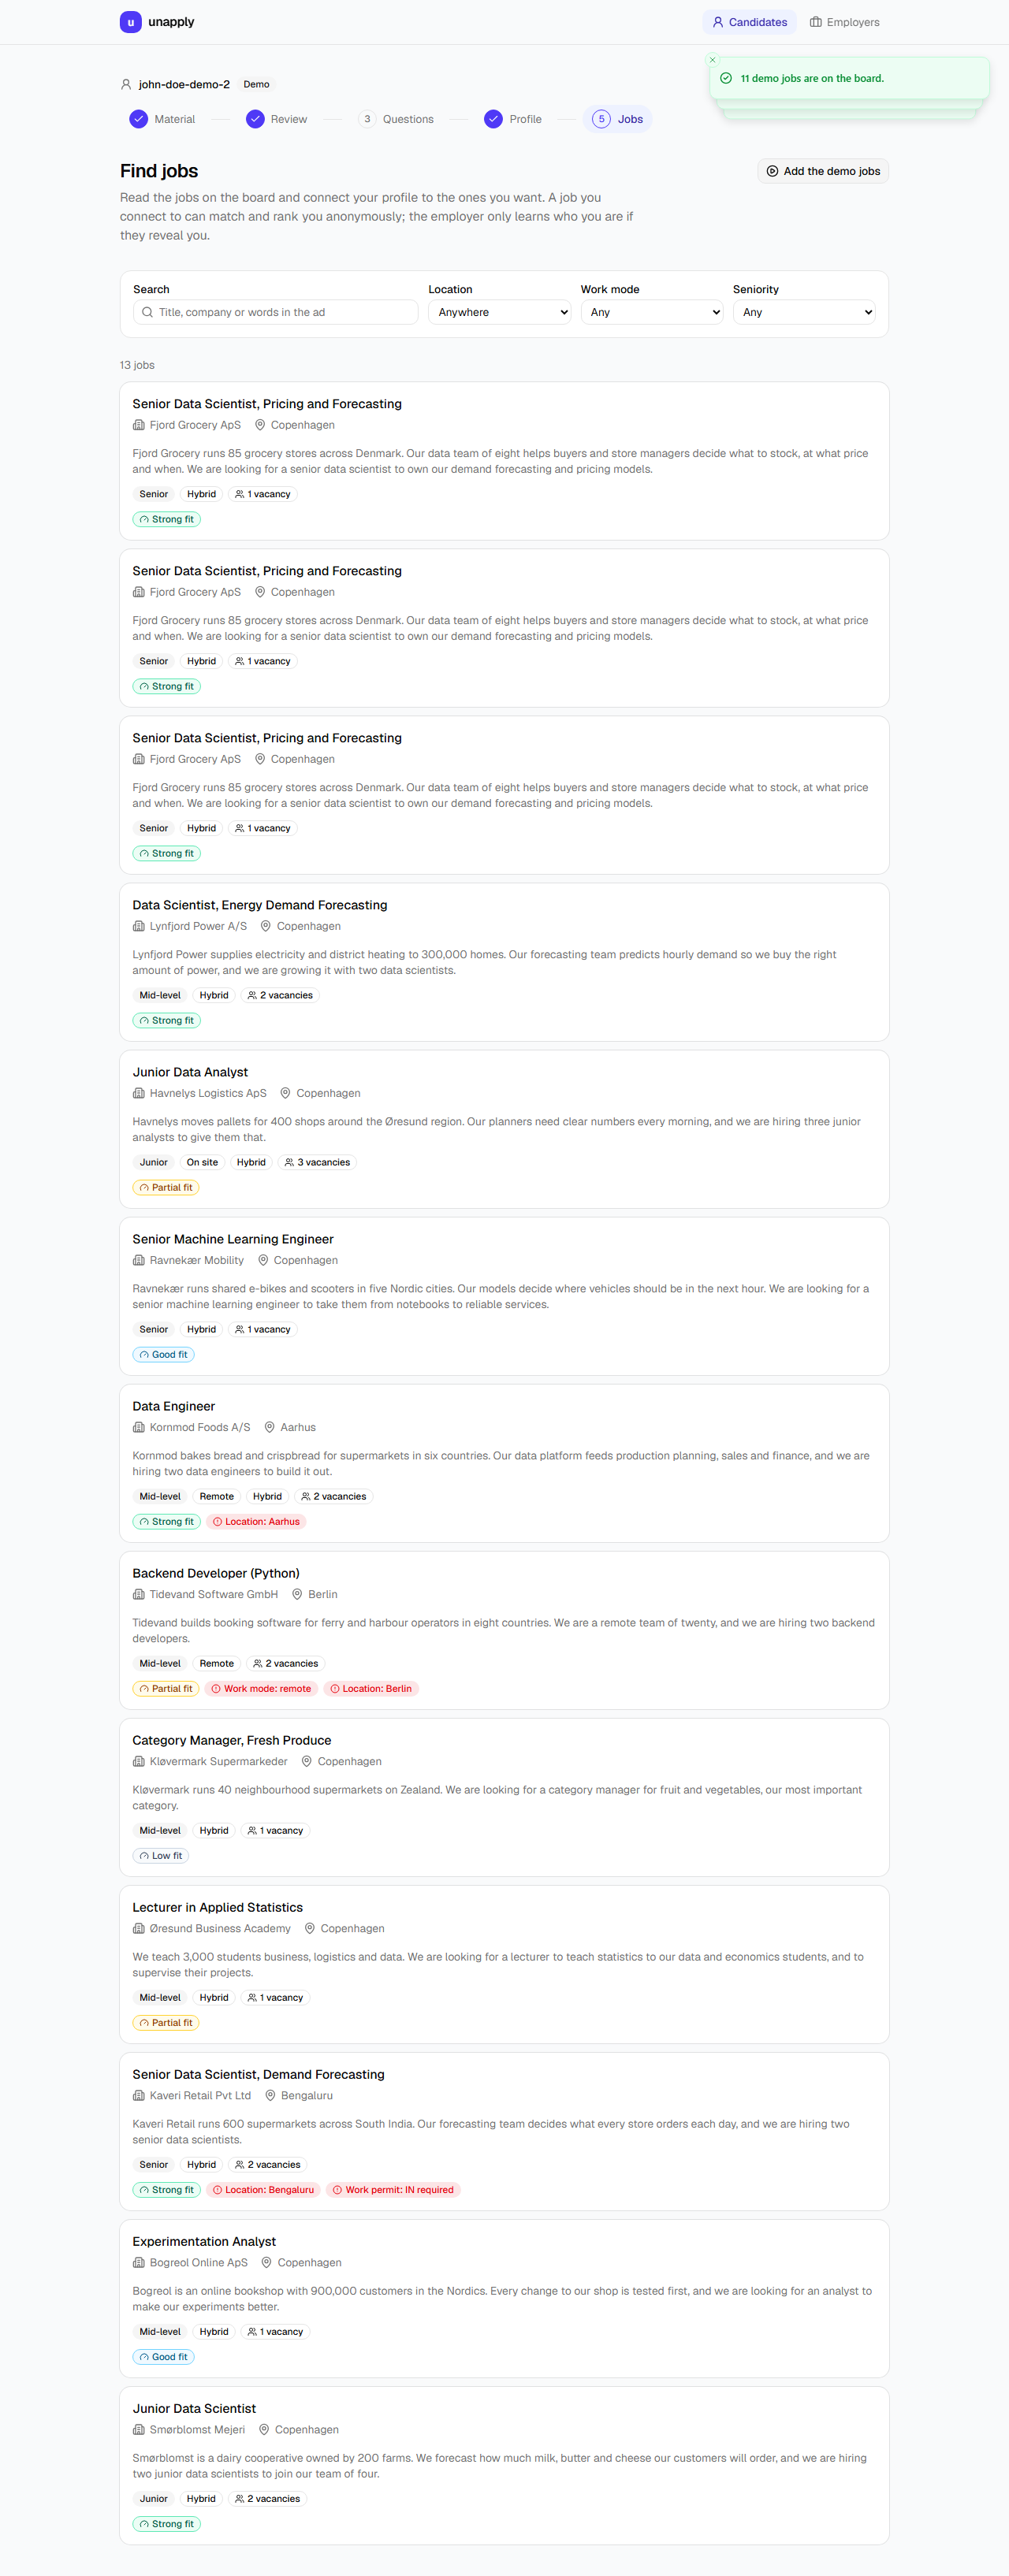 u unapply
Candidates
Employers
11 demo jobs are on the board.
john-doe-demo-2
Demo
Material
Review
3 Questions
Profile
5 Jobs
Find jobs
Add the demo jobs
Read the jobs on the board and connect your profile to the ones you want. A job you
connect to can match and rank you anonymously; the employer only learns who you are if
they reveal you.
Search
Location
Work mode
Seniority
Title, company or words in the ad
Anywhere
Any
Any
13 jobs
Senior Data Scientist, Pricing and Forecasting
Fjord Grocery ApS Copenhagen
Fjord Grocery runs 85 grocery stores across Denmark. Our data team of eight helps buyers and store managers decide what to stock, at what price
and when. We are looking for a senior data scientist to own our demand forecasting and pricing models.
Senior Hybrid 1 vacancy
Strong fit
Senior Data Scientist, Pricing and Forecasting
Fjord Grocery ApS Copenhagen
Fjord Grocery runs 85 grocery stores across Denmark. Our data team of eight helps buyers and store managers decide what to stock, at what price
and when. We are looking for a senior data scientist to own our demand forecasting and pricing models.
Senior Hybrid 1 vacancy
Strong fit
Senior Data Scientist, Pricing and Forecasting
Fjord Grocery ApS Copenhagen
Fjord Grocery runs 85 grocery stores across Denmark. Our data team of eight helps buyers and store managers decide what to stock, at what price
and when. We are looking for a senior data scientist to own our demand forecasting and pricing models.
Senior Hybrid 1 vacancy
Strong fit
Data Scientist, Energy Demand Forecasting
Lynfjord Power A/S Copenhagen
Lynfjord Power supplies electricity and district heating to 300,000 homes. Our forecasting team predicts hourly demand so we buy the right
amount of power, and we are growing it with two data scientists.
Mid-level Hybrid 2 vacancies
Strong fit
Junior Data Analyst
Havnelys Logistics ApS Copenhagen
Havnelys moves pallets for 400 shops around the Øresund region. Our planners need clear numbers every morning, and we are hiring three junior
analysts to give them that.
Junior On site Hybrid 3 vacancies
Partial fit
Senior Machine Learning Engineer
Ravnekær Mobility Copenhagen
Ravnekær runs shared e-bikes and scooters in five Nordic cities. Our models decide where vehicles should be in the next hour. We are looking for a
senior machine learning engineer to take them from notebooks to reliable services.
Senior Hybrid 1 vacancy
Good fit
Data Engineer
Kornmod Foods A/S Aarhus
Kornmod bakes bread and crispbread for supermarkets in six countries. Our data platform feeds production planning, sales and finance, and we are
hiring two data engineers to build it out.
Mid-level Remote Hybrid 2 vacancies
Strong fit Location: Aarhus
Backend Developer (Python)
Tidevand Software GmbH Berlin
Tidevand builds booking software for ferry and harbour operators in eight countries. We are a remote team of twenty, and we are hiring two backend
developers.
Mid-level Remote 2 vacancies
Partial fit Work mode: remote Location: Berlin
Category Manager, Fresh Produce
Kløvermark Supermarkeder Copenhagen
Kløvermark runs 40 neighbourhood supermarkets on Zealand. We are looking for a category manager for fruit and vegetables, our most important
category.
Mid-level Hybrid 1 vacancy
Low fit
Lecturer in Applied Statistics
Øresund Business Academy Copenhagen
We teach 3,000 students business, logistics and data. We are looking for a lecturer to teach statistics to our data and economics students, and to
supervise their projects.
Mid-level Hybrid 1 vacancy
Partial fit
Senior Data Scientist, Demand Forecasting
Kaveri Retail Pvt Ltd Bengaluru
Kaveri Retail runs 600 supermarkets across South India. Our forecasting team decides what every store orders each day, and we are hiring two
senior data scientists.
Senior Hybrid 2 vacancies
Strong fit Location: Bengaluru Work permit: IN required
Experimentation Analyst
Bogreol Online ApS Copenhagen
Bogreol is an online bookshop with 900,000 customers in the Nordics. Every change to our shop is tested first, and we are looking for an analyst to
make our experiments better.
Mid-level Hybrid 1 vacancy
Good fit
Junior Data Scientist
Smørblomst Mejeri Copenhagen
Smørblomst is a dairy cooperative owned by 200 farms. We forecast how much milk, butter and cheese our customers will order, and we are hiring
two junior data scientists to join our team of four.
Junior Hybrid 2 vacancies
Strong fit